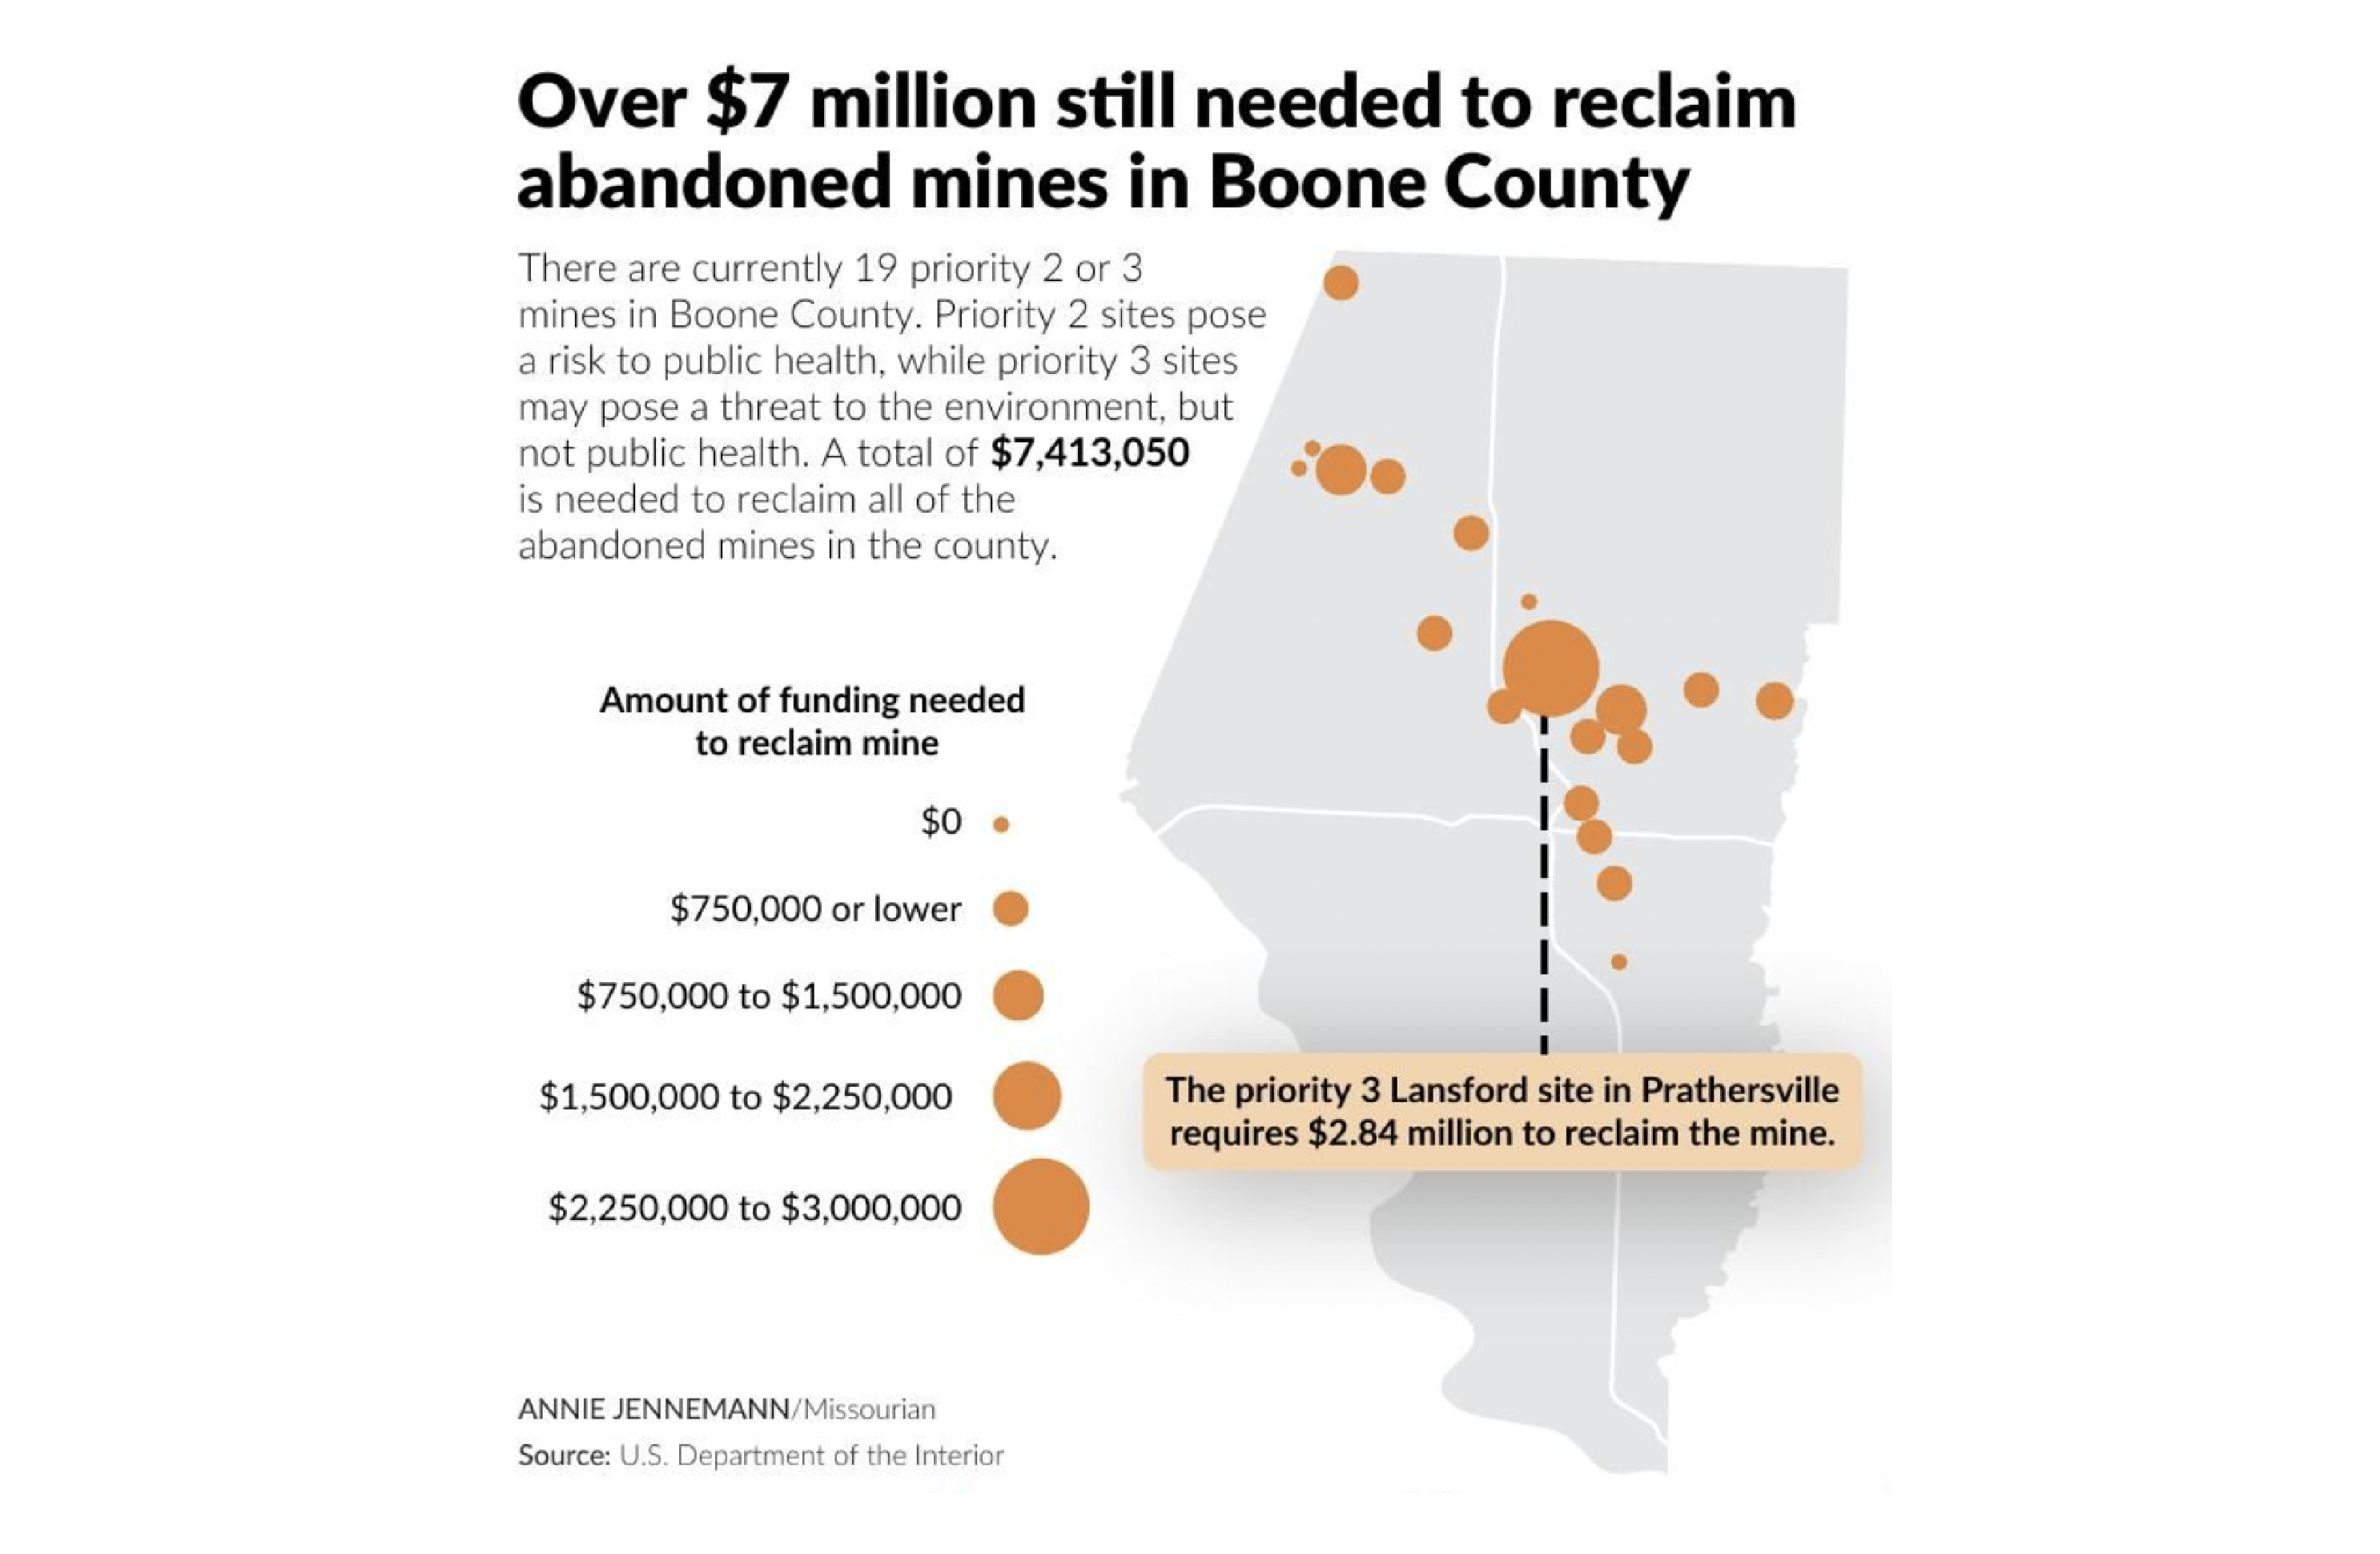 Over $7 million still needed to reclaim
abandoned mines in Boone County
There are currently 19 priority 2 or 3
mines in Boone County. Priority 2 sites pose
a risk to public health, while priority 3 sites
may pose a threat to the environment, but
not public health. A total of $7,413,050
is needed to reclaim all of the
abandoned mines in the county.
Amount of funding needed
to reclaim mine
$0
$750,000 or lower
$750,000 to $1,500,000
$1,500,000 to $2,250,000
$2,250,000 to $3,000,000
The priority 3 Lansford site in Prathersville
requires $2.84 million to reclaim the mine.
ANNIE JENNEMANN/Missourian
Source: U.S. Department of the Interior